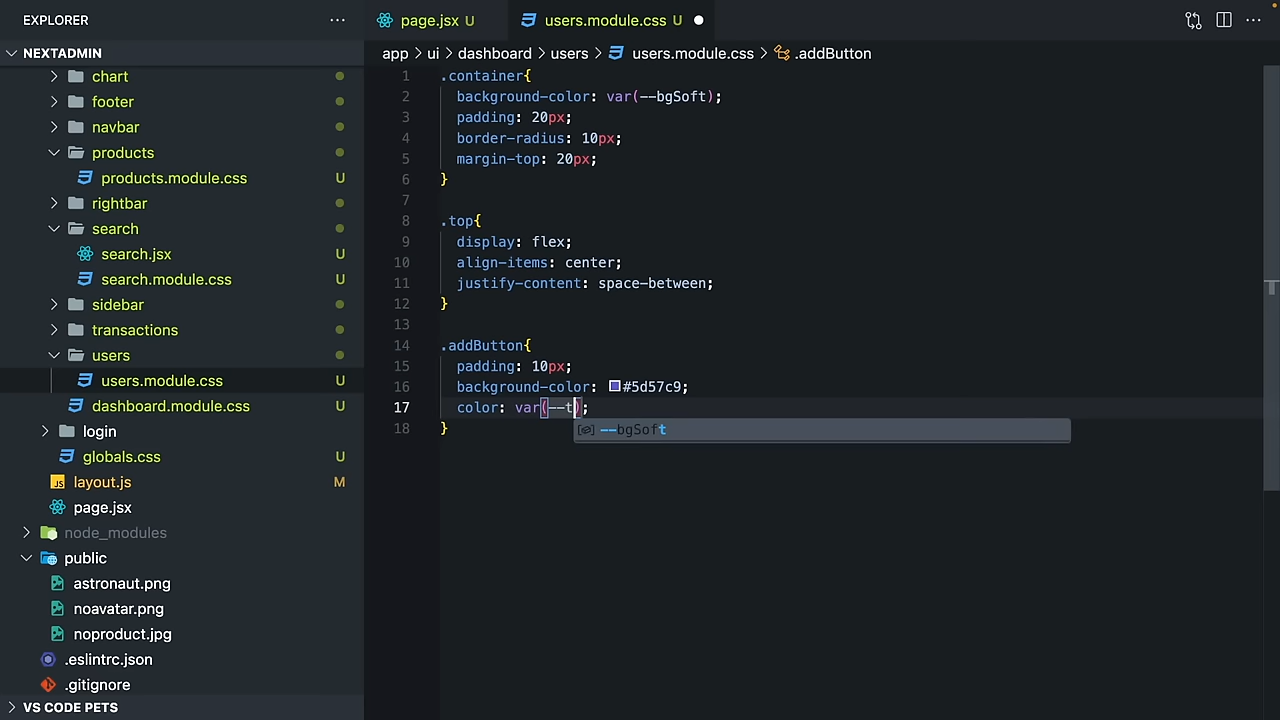 EXPLORER
NEXTADMIN
chart
footer
navbar
products
products.module.css U
rightbar
search
search.jsx U
search.module.css U
sidebar
transactions
users
users.module.css U
dashboard.module.css U
login
globals.css U
JS layout.js M
page.jsx
node_modules
public
astronaut.png
noavatar.png
noproduct.jpg
.eslintrc.json
.gitignore
VS CODE PETS
page.jsx U users.module.css U
app > ui > dashboard > users > users.module.css > .addButton
1 .container{
2 background-color: var(--bgSoft);
3 padding: 20px;
4 border-radius: 10px;
5 margin-top: 20px;
6 }
7
8 .top{
9 display: flex;
10 align-items: center;
11 justify-content: space-between;
12 }
13
14 .addButton{
15 padding: 10px;
16 background-color: #5d57c9;
17 color: var(--t);
18 }
--bgSoft